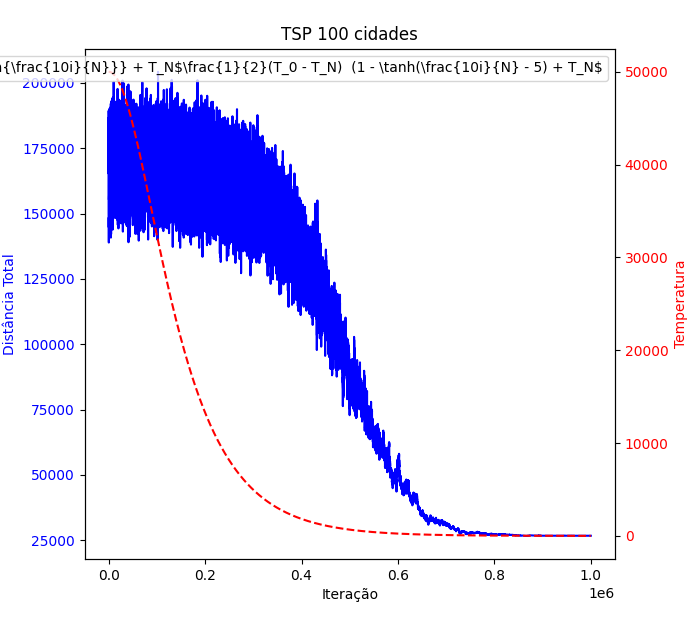 TSP 100 cidades
\frac{10i}{N}}} + T_N$\frac{1}{2}(T_0 - T_N)  (1 - \tanh(\frac{10i}{N} - 5) + T_N$
200000
175000
150000
125000
100000
75000
50000
25000
Distância Total
50000
40000
30000
20000
10000
0
Temperatura
0.0 0.2 0.4 0.6 0.8 1.0
1e6
Iteração